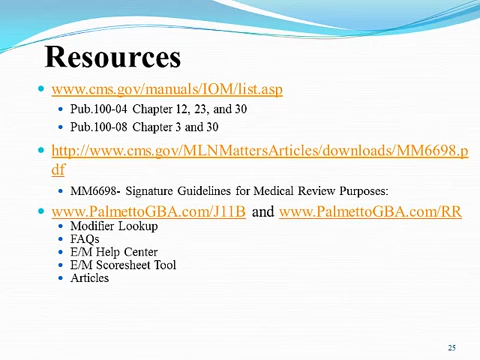 Resources
www.cms.gov/manuals/IOM/list.asp
Pub.100-04 Chapter 12, 23, and 30
Pub.100-08 Chapter 3 and 30
http://www.cms.gov/MLNMattersArticles/downloads/MM6698.p
df
MM6698- Signature Guidelines for Medical Review Purposes:
www.PalmettoGBA.com/J11B and www.PalmettoGBA.com/RR
Modifier Lookup
FAQs
E/M Help Center
E/M Scoresheet Tool
Articles
25